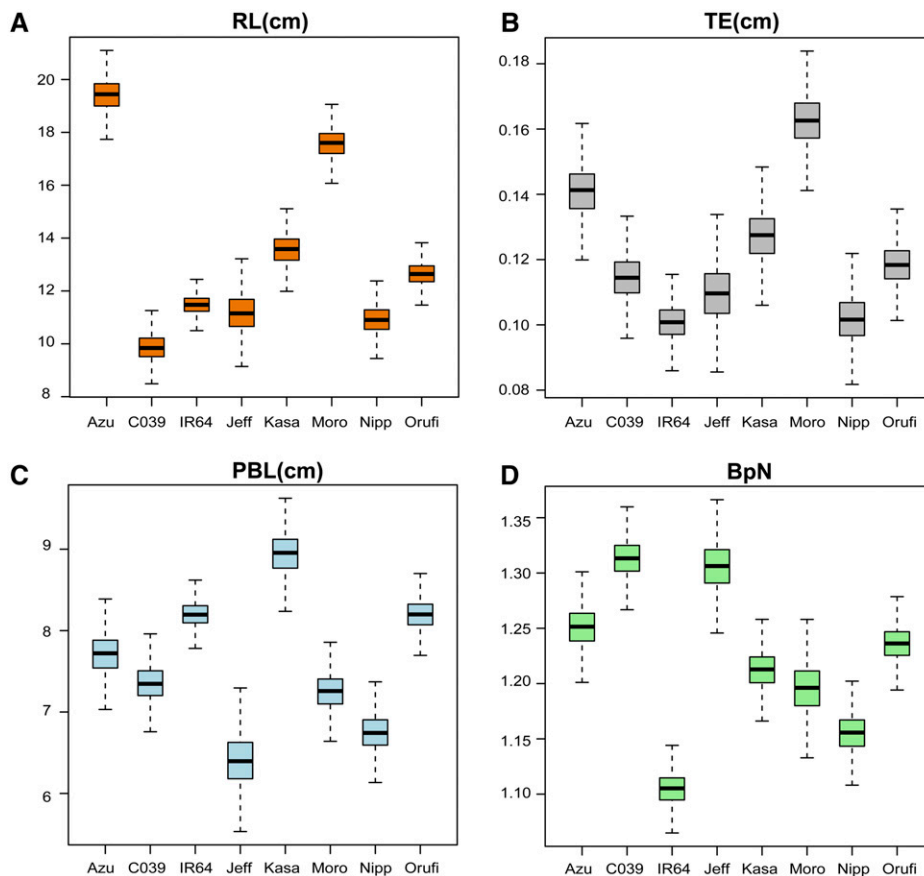 A
RL(cm)
20
18
16
14
12
10
8
Azu C039 IR64 Jeff Kasa Moro Nipp Orufi
B
TE(cm)
0.18
0.16
0.14
0.12
0.10
0.08
Azu C039 IR64 Jeff Kasa Moro Nipp Orufi
C
PBL(cm)
9
8
7
6
Azu C039 IR64 Jeff Kasa Moro Nipp Orufi
D
BpN
1.35
1.30
1.25
1.20
1.15
1.10
Azu C039 IR64 Jeff Kasa Moro Nipp Orufi